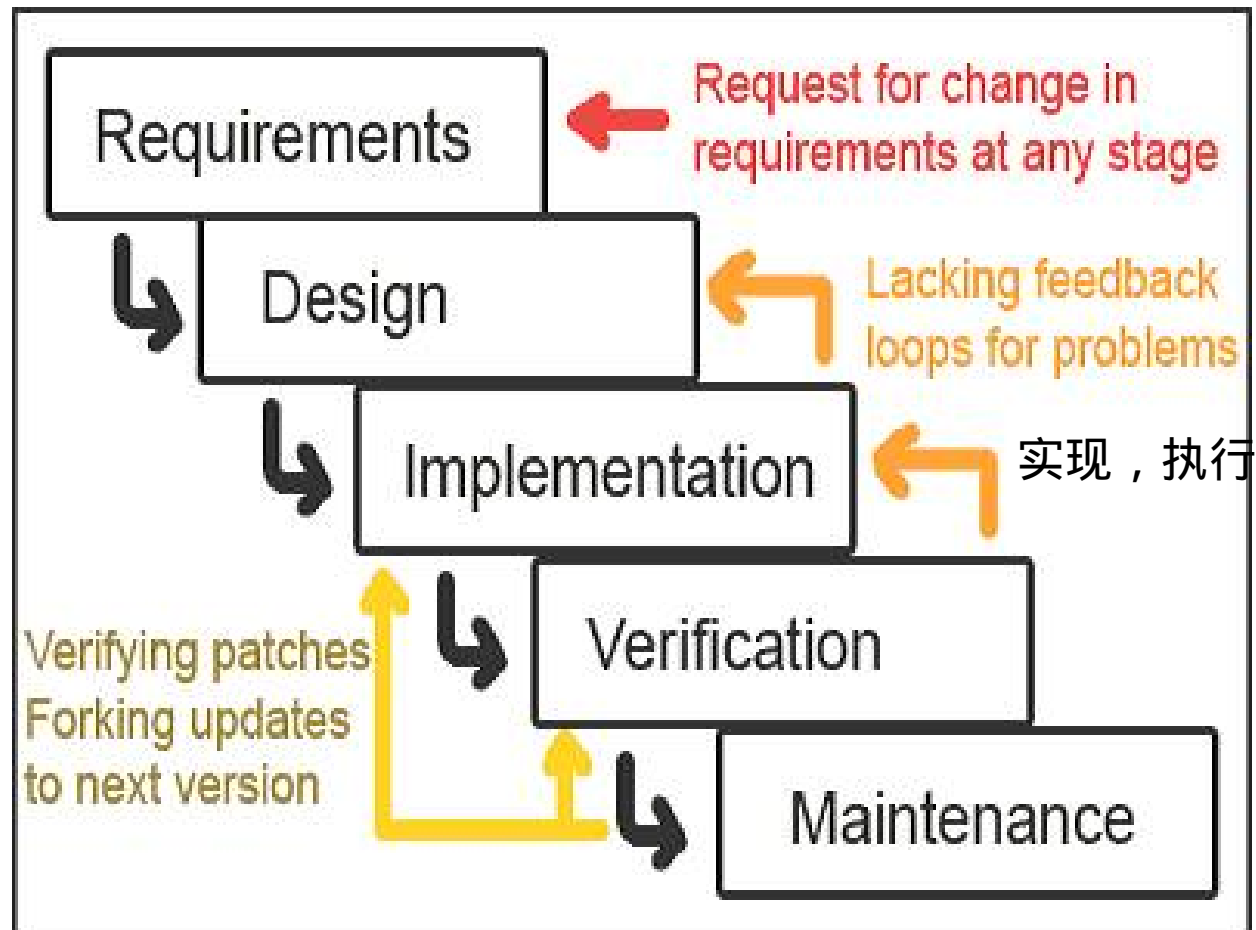 Requirements
Request for change in
requirements at any stage
Design
Lacking feedback
loops for problems
Implementation
实现，执行
Verification
Verifying patches
Forking updates
to next version
Maintenance